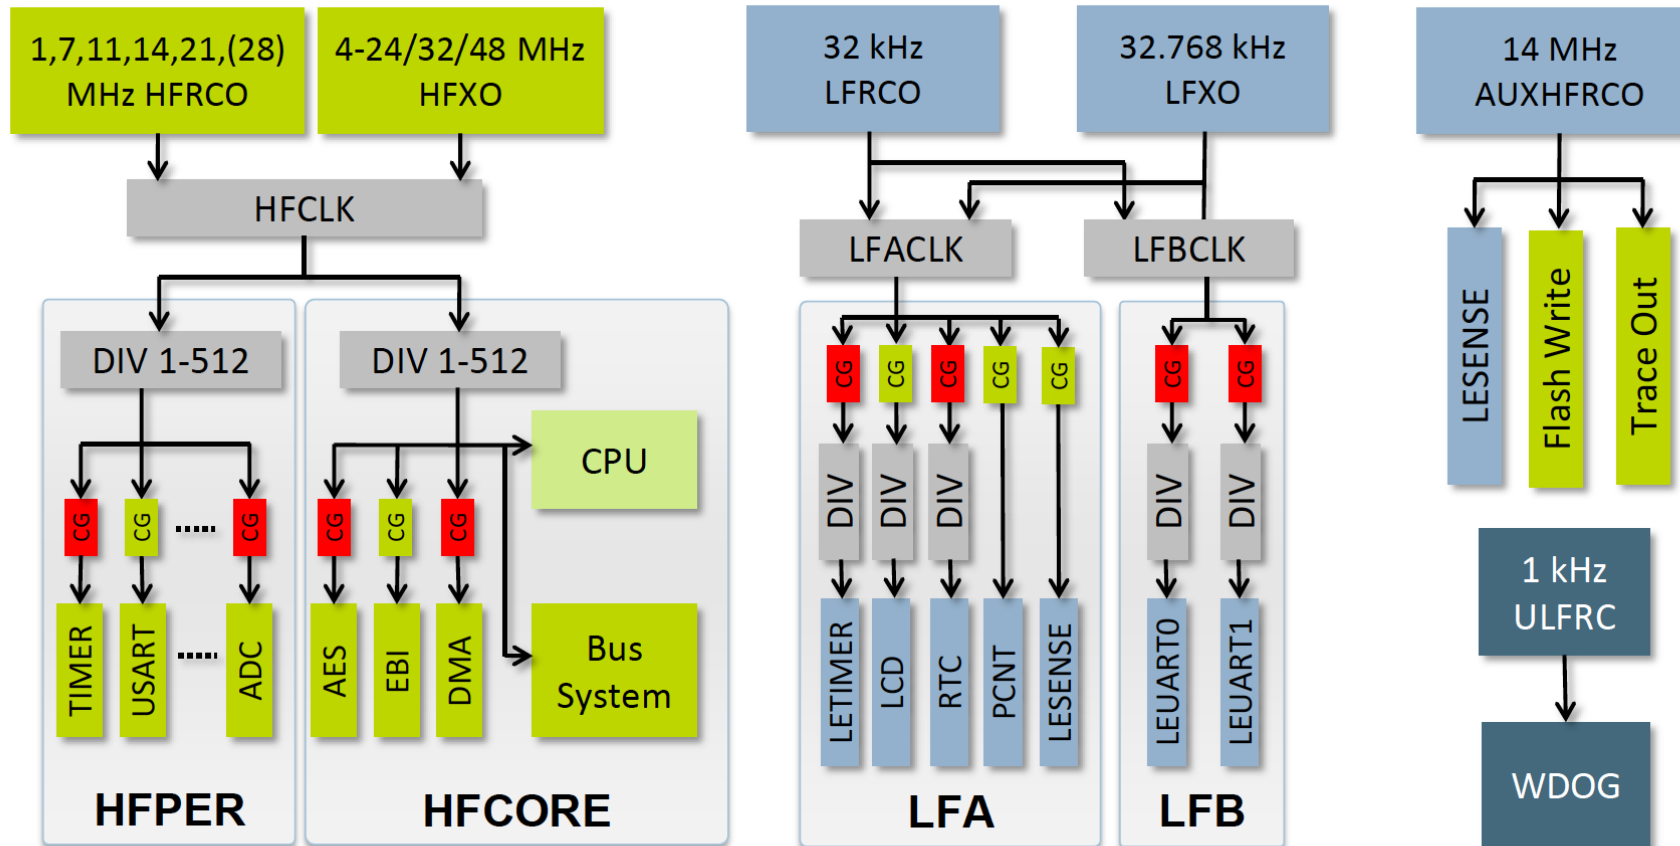 1,7,11,14,21,(28)
MHz HFRCO
4-24/32/48 MHz
HFXO
32 kHz
LFRCO
32.768 kHz
LFXO
14 MHz
AUXHFRCO
HFCLK
LFACLK
LFBCLK
LESENSE
Flash Write
Trace Out
DIV 1-512
DIV 1-512
CPU
CG
CG
CG
CG
CG
CG
CG
CG
CG
CG
CG
CG
CG
DIV
DIV
DIV
DIV
DIV
TIMER
USART
ADC
AES
EBI
DMA
Bus
System
LETIMER
LCD
RTC
PCNT
LESENSE
LEUART0
LEUART1
1 kHz
ULFRC
WDOG
HFPER
HFCORE
LFA
LFB